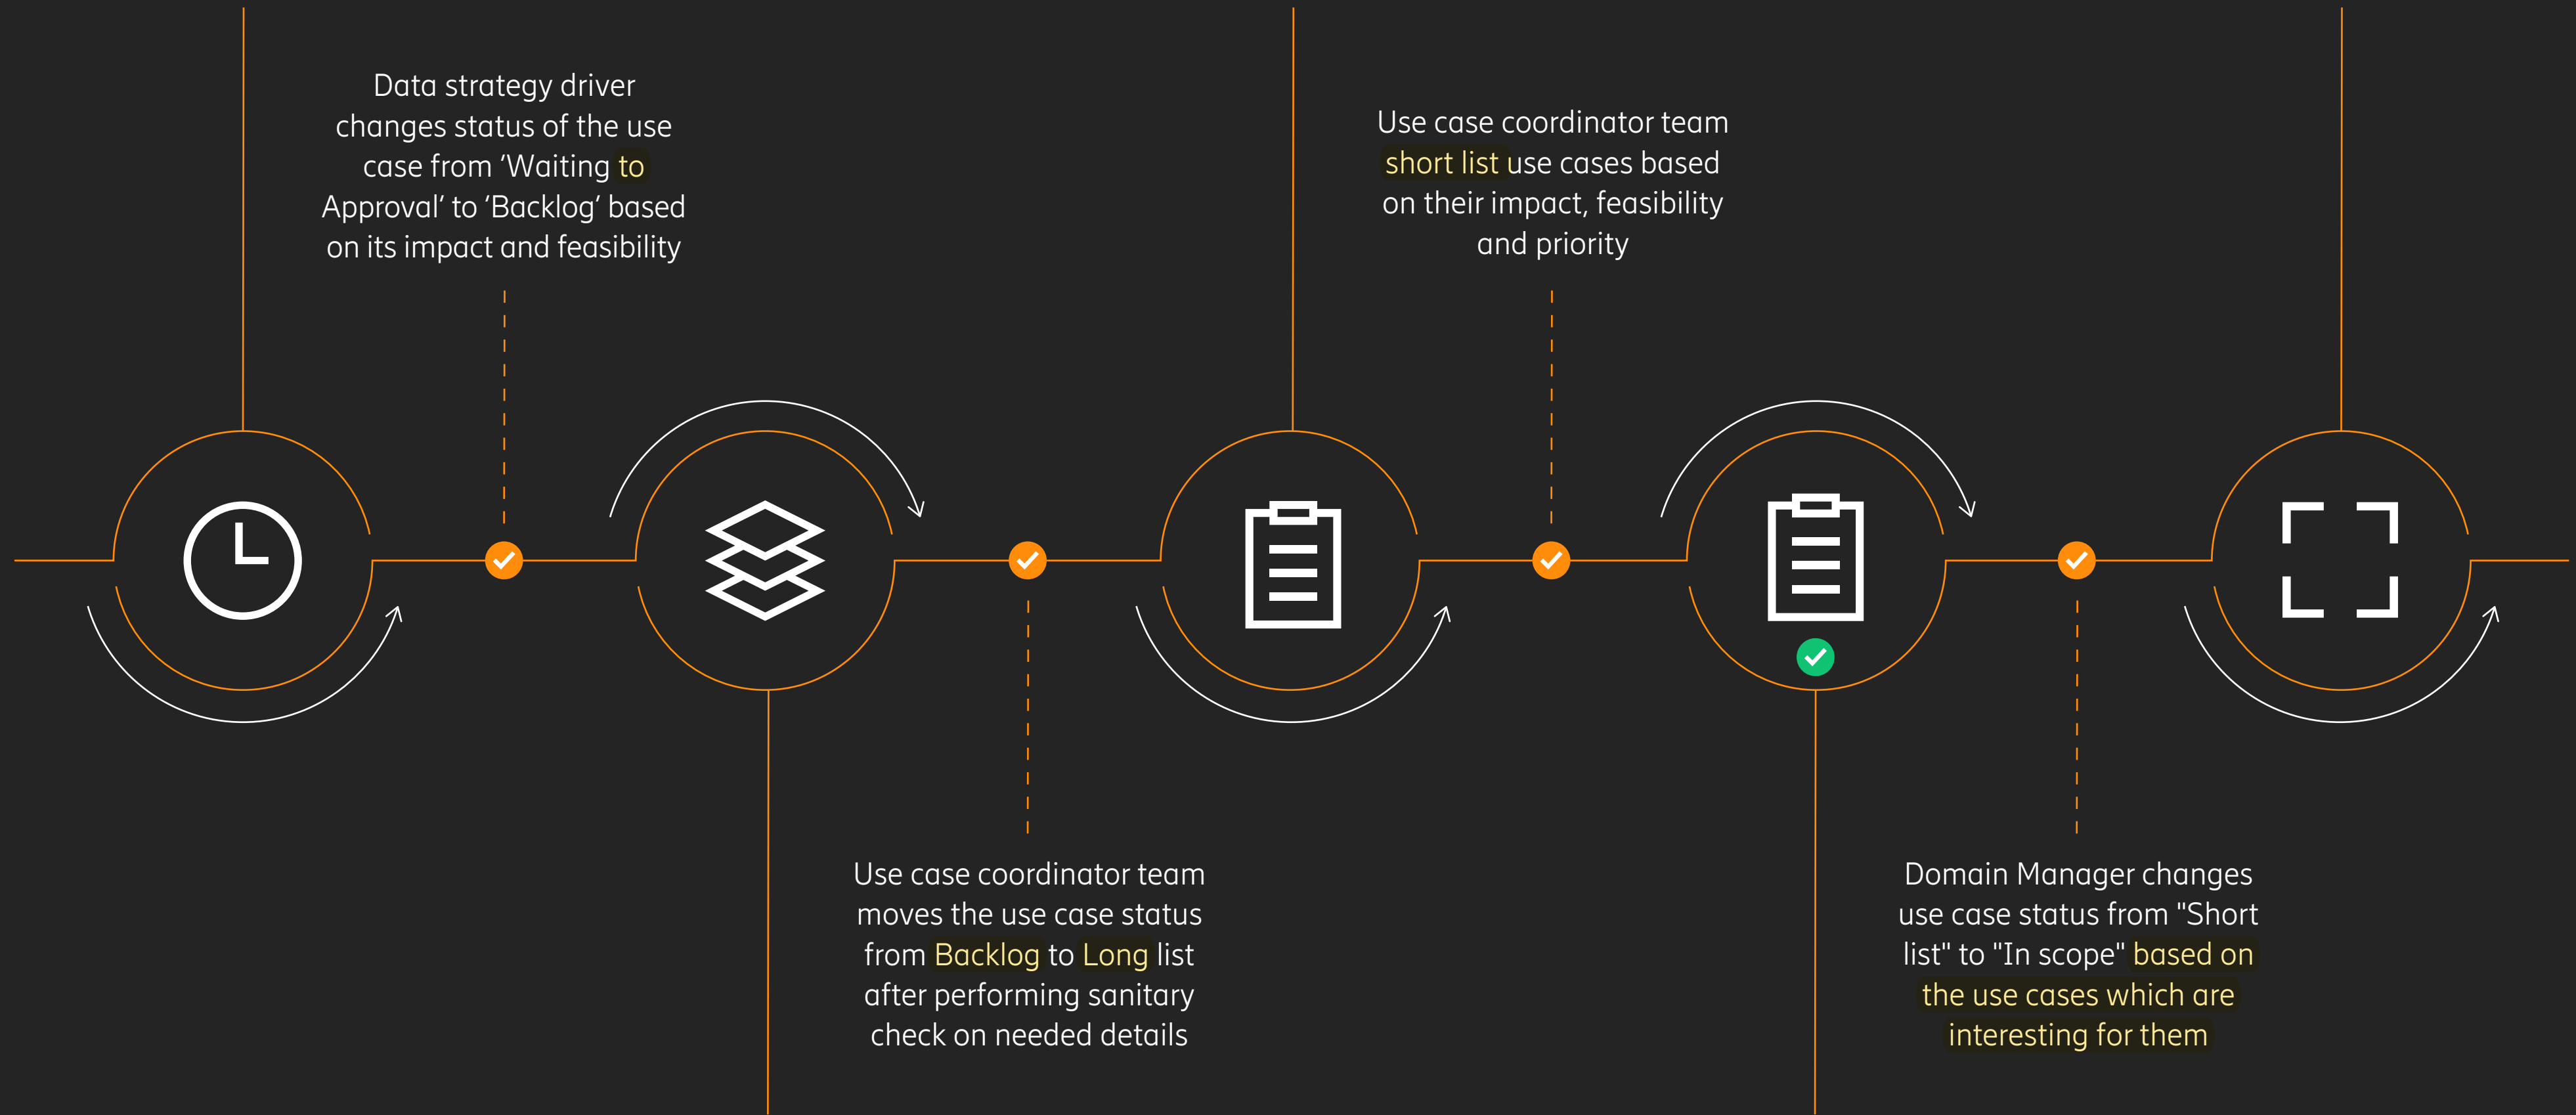 Data strategy driver
changes status of the use
case from ‘Waiting to
Approval‘ to ‘Backlog’ based
on its impact and feasibility
Use case coordinator team
moves the use case status
from Backlog to Long list
after performing sanitary
check on needed details
Use case coordinator team
short list use cases based
on their impact, feasibility
and priority
Domain Manager changes
use case status from "Short
list" to "In scope" based on
the use cases which are
interesting for them